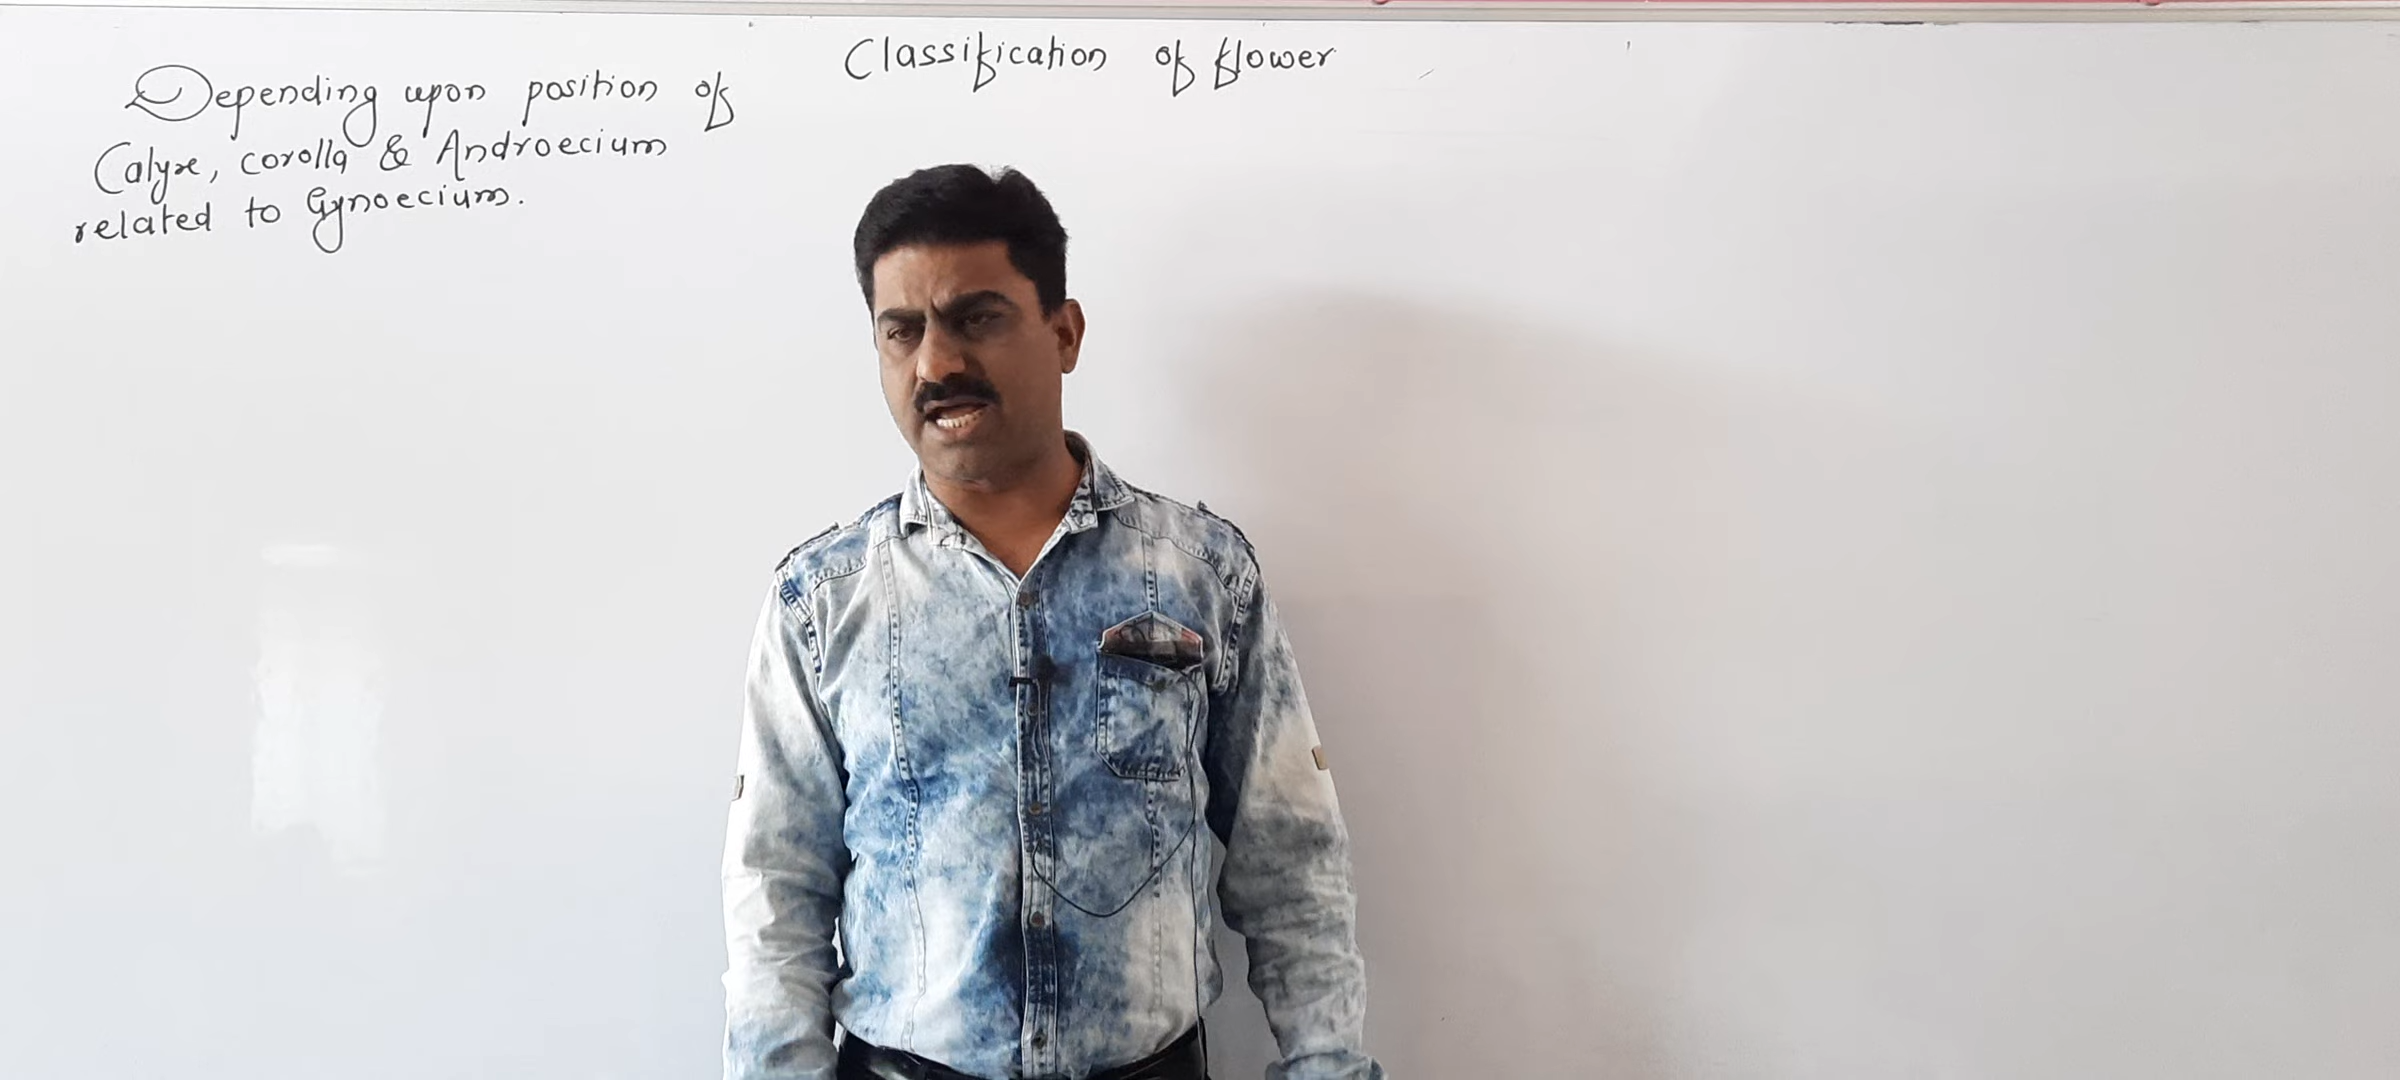 Classification of flower
Depending upon position of
Calyx, corolla & Androecium
related to Gynoecium.